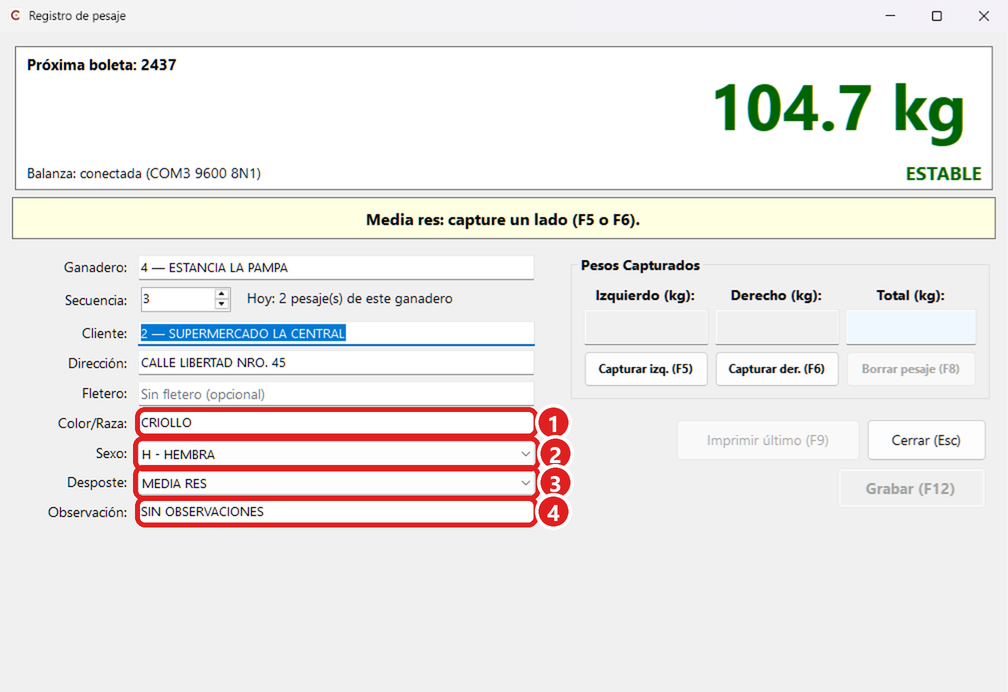 Registro de pesaje
Próxima boleta: 2437
104.7 kg
Balanza: conectada (COM3 9600 8N1)
ESTABLE
Media res: capture un lado (F5 o F6).
Ganadero: 4 — ESTANCIA LA PAMPA
Secuencia: 3 Hoy: 2 pesaje(s) de este ganadero
Cliente: 2 — SUPERMERCADO LA CENTRAL
Dirección: CALLE LIBERTAD NRO. 45
Fletero: Sin fletero (opcional)
Color/Raza: CRIOLLO 1
Sexo: H - HEMBRA 2
Desposte: MEDIA RES 3
Observación: SIN OBSERVACIONES 4
Pesos Capturados
Izquierdo (kg): Derecho (kg): Total (kg):
Capturar izq. (F5) Capturar der. (F6) Borrar pesaje (F8)
Imprimir último (F9) Cerrar (Esc)
Grabar (F12)